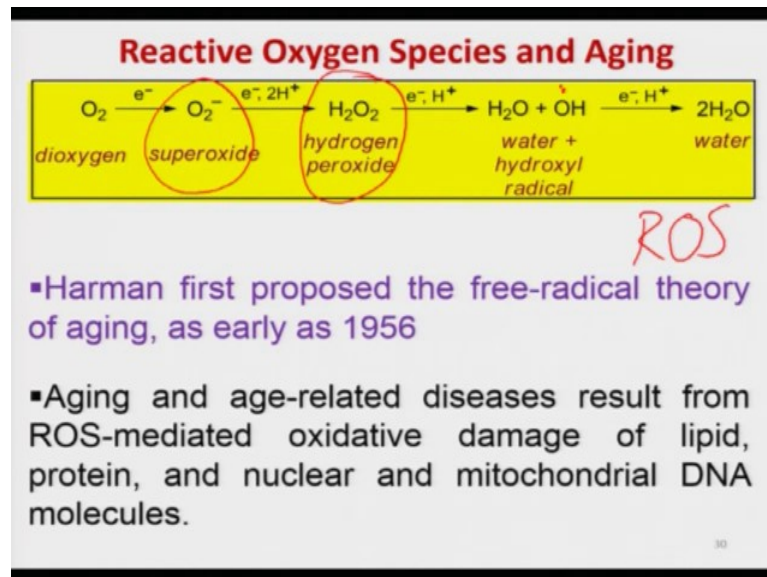 Reactive Oxygen Species and Aging
O₂ e⁻ O₂⁻ e⁻, 2H⁺ H₂O₂ e⁻, H⁺ H₂O + OH e⁻, H⁺ 2H₂O
dioxygen superoxide hydrogen water + water
peroxide hydroxyl
radical
ROS
▪Harman first proposed the free-radical theory
of aging, as early as 1956
▪Aging and age-related diseases result from
ROS-mediated oxidative damage of lipid,
protein, and nuclear and mitochondrial DNA
molecules.
30